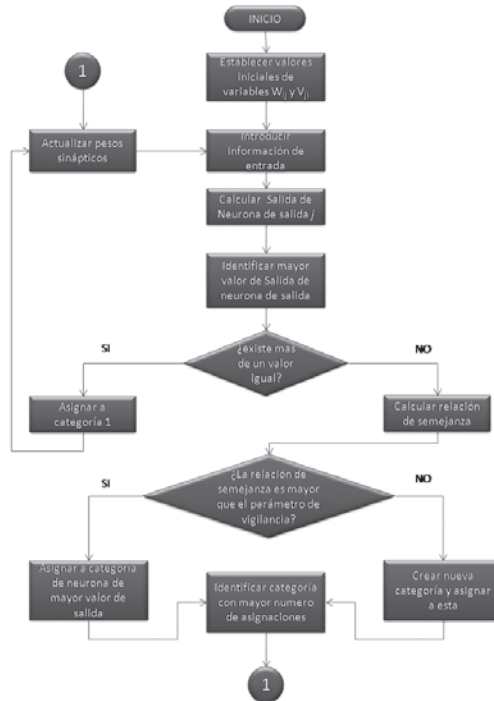 INICIO
1
Establecer valores
iniciales de
variables Wij y Vji
Actualizar pesos
sinápticos
Introducir
información de
entrada
Calcular Salida de
Neurona de salida j
Identificar mayor
valor de Salida de
neurona de salida
SI
¿existe mas
de un valor
igual?
NO
Asignar a
categoría 1
Calcular relación
de semejanza
SI
¿La relación de
semejanza es mayor
que el parámetro de
vigilancia?
NO
Asignar a categoría
de neurona de
mayor valor de
salida
Identificar categoría
con mayor numero
de asignaciones
Crear nueva
categoría y asignar
a esta
1